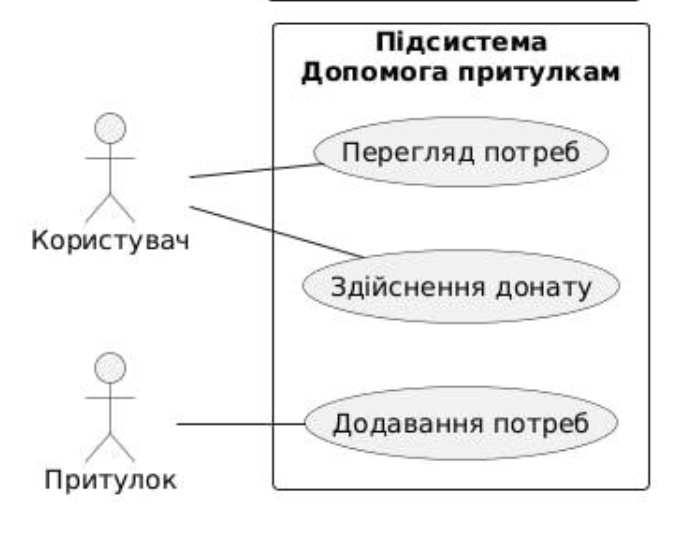 Підсистема
Допомога притулкам
Перегляд потреб
Користувач
Здійснення донату
Додавання потреб
Притулок